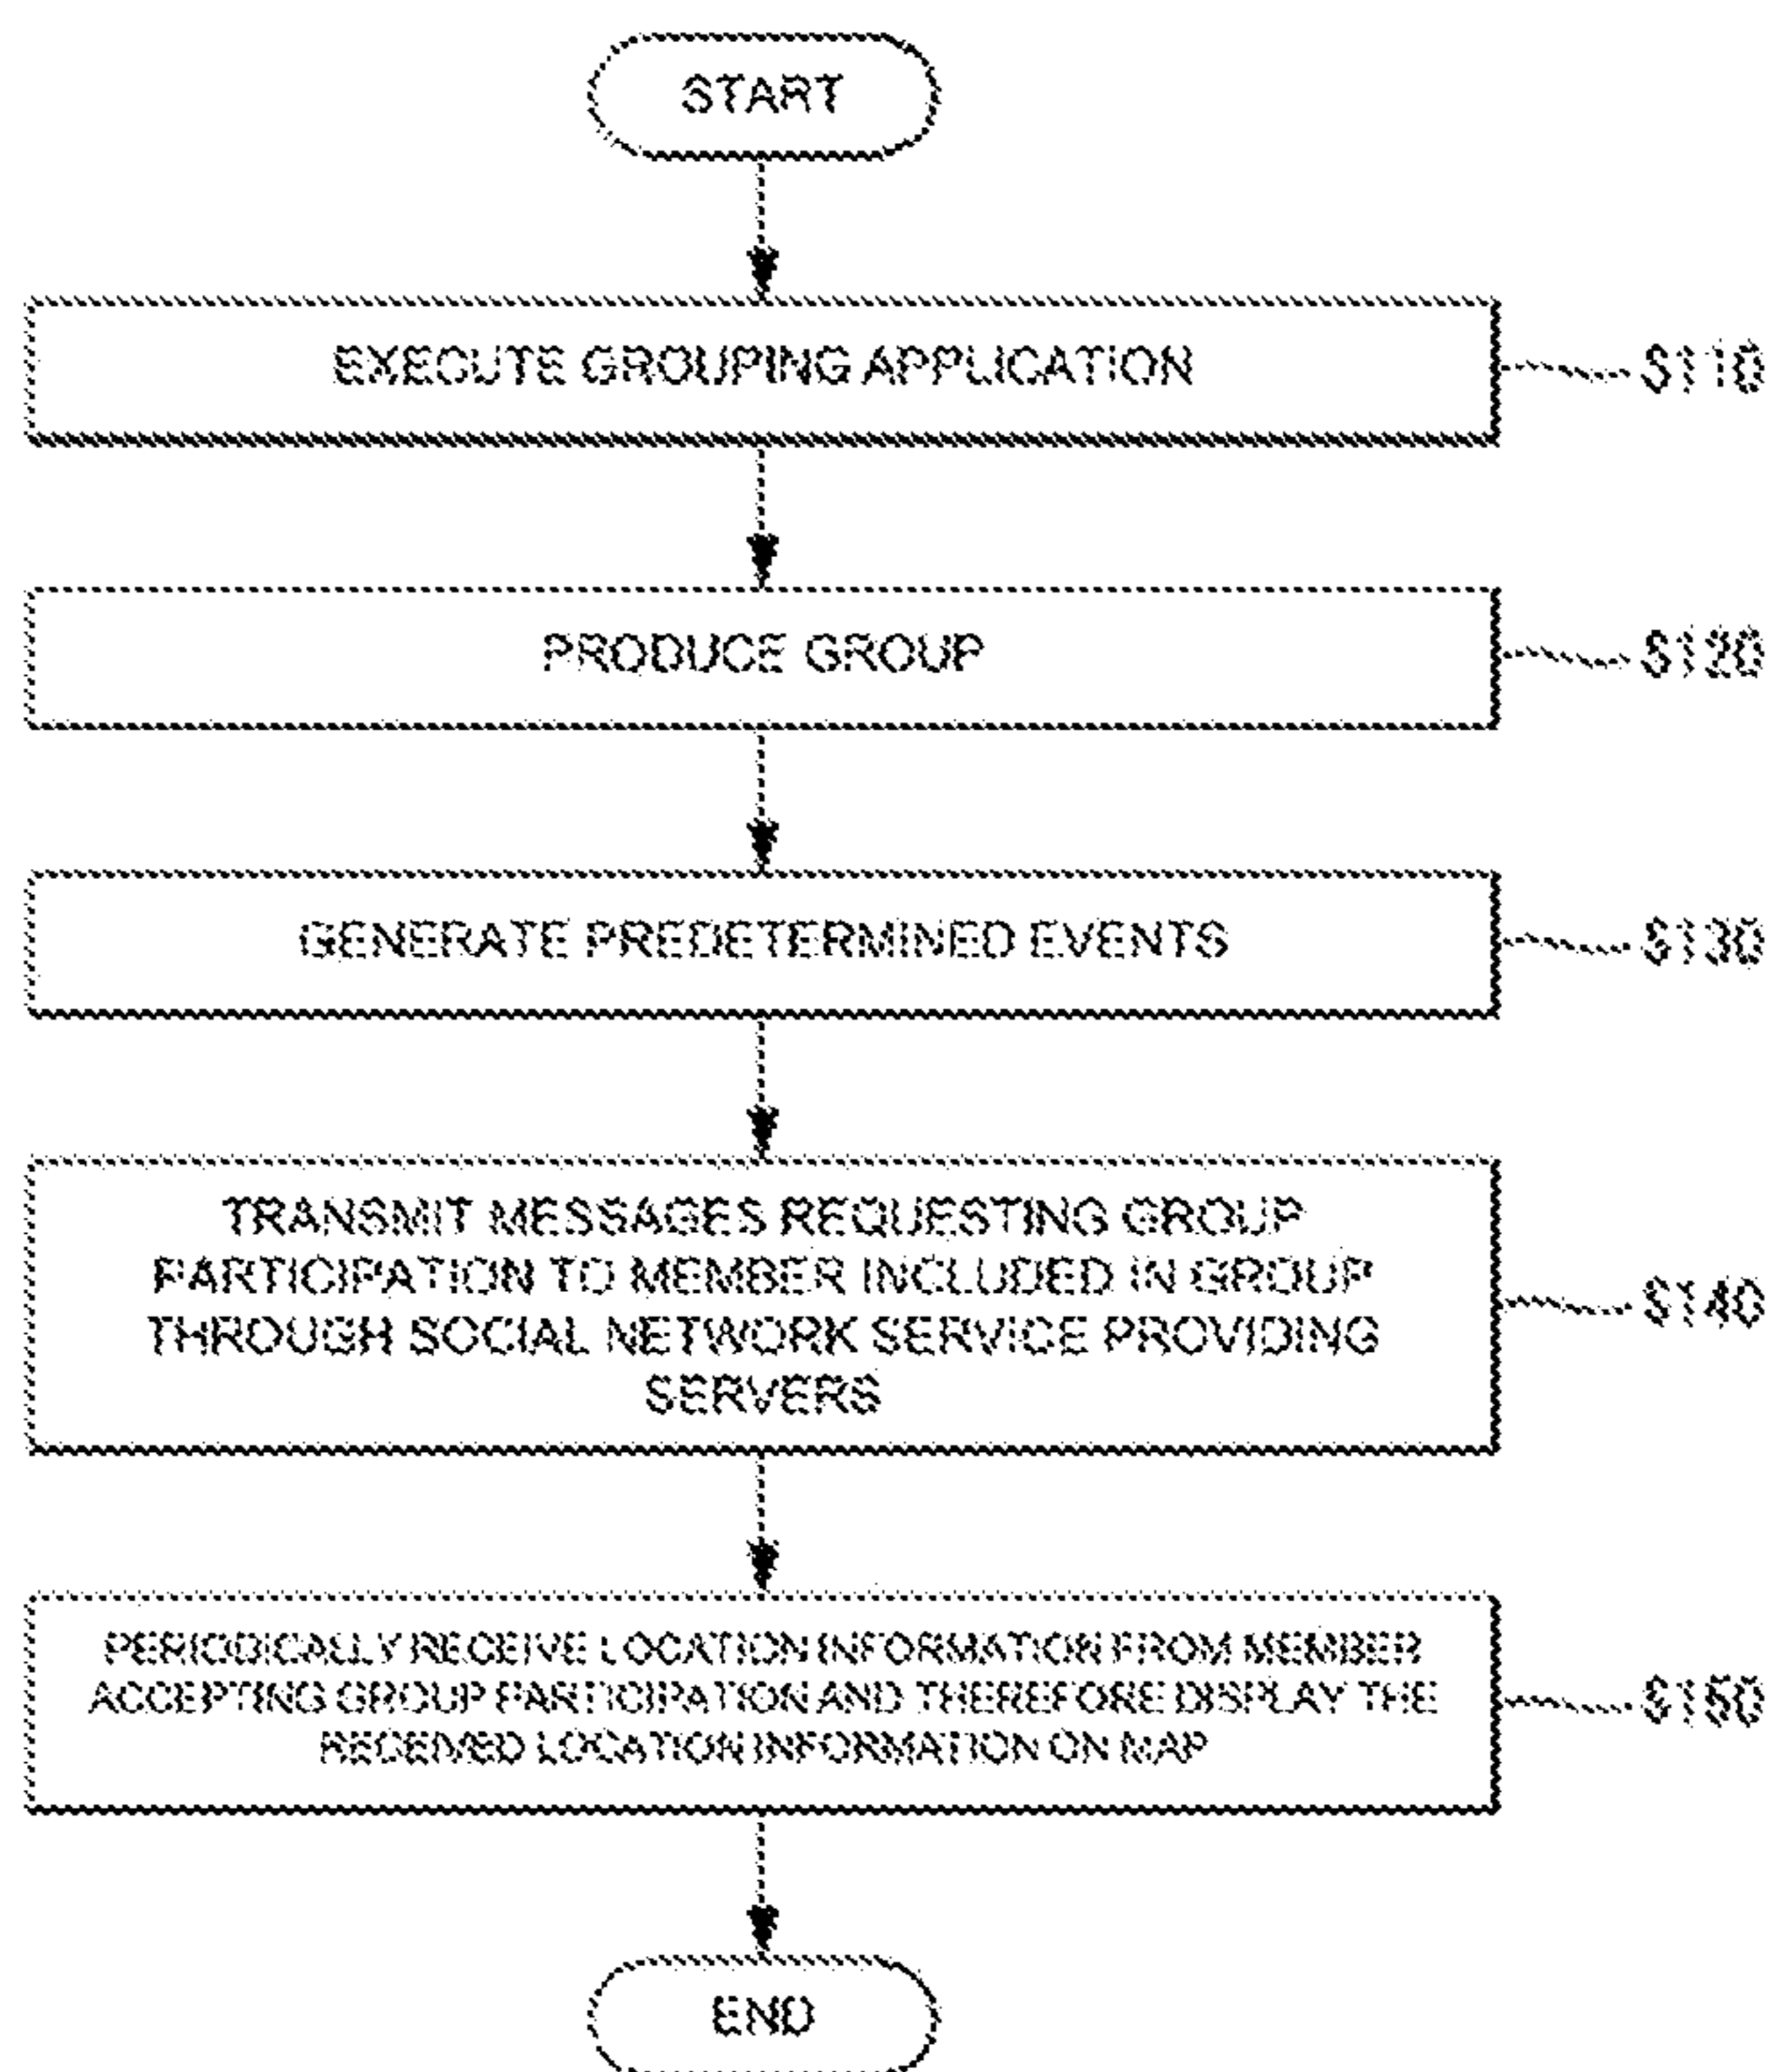 START
EXECUTE GROUPING APPLICATION
S110
PRODUCE GROUP
S120
GENERATE PREDETERMINED EVENTS
S130
TRANSMIT MESSAGES REQUESTING GROUP
PARTICIPATION TO MEMBER INCLUDED IN GROUP
THROUGH SOCIAL NETWORK SERVICE PROVIDING
SERVERS
S140
PERIODICALLY RECEIVE LOCATION INFORMATION FROM MEMBER
ACCEPTING GROUP PARTICIPATION AND THEREFORE DISPLAY THE
RECEIVED LOCATION INFORMATION ON MAP
S150
END